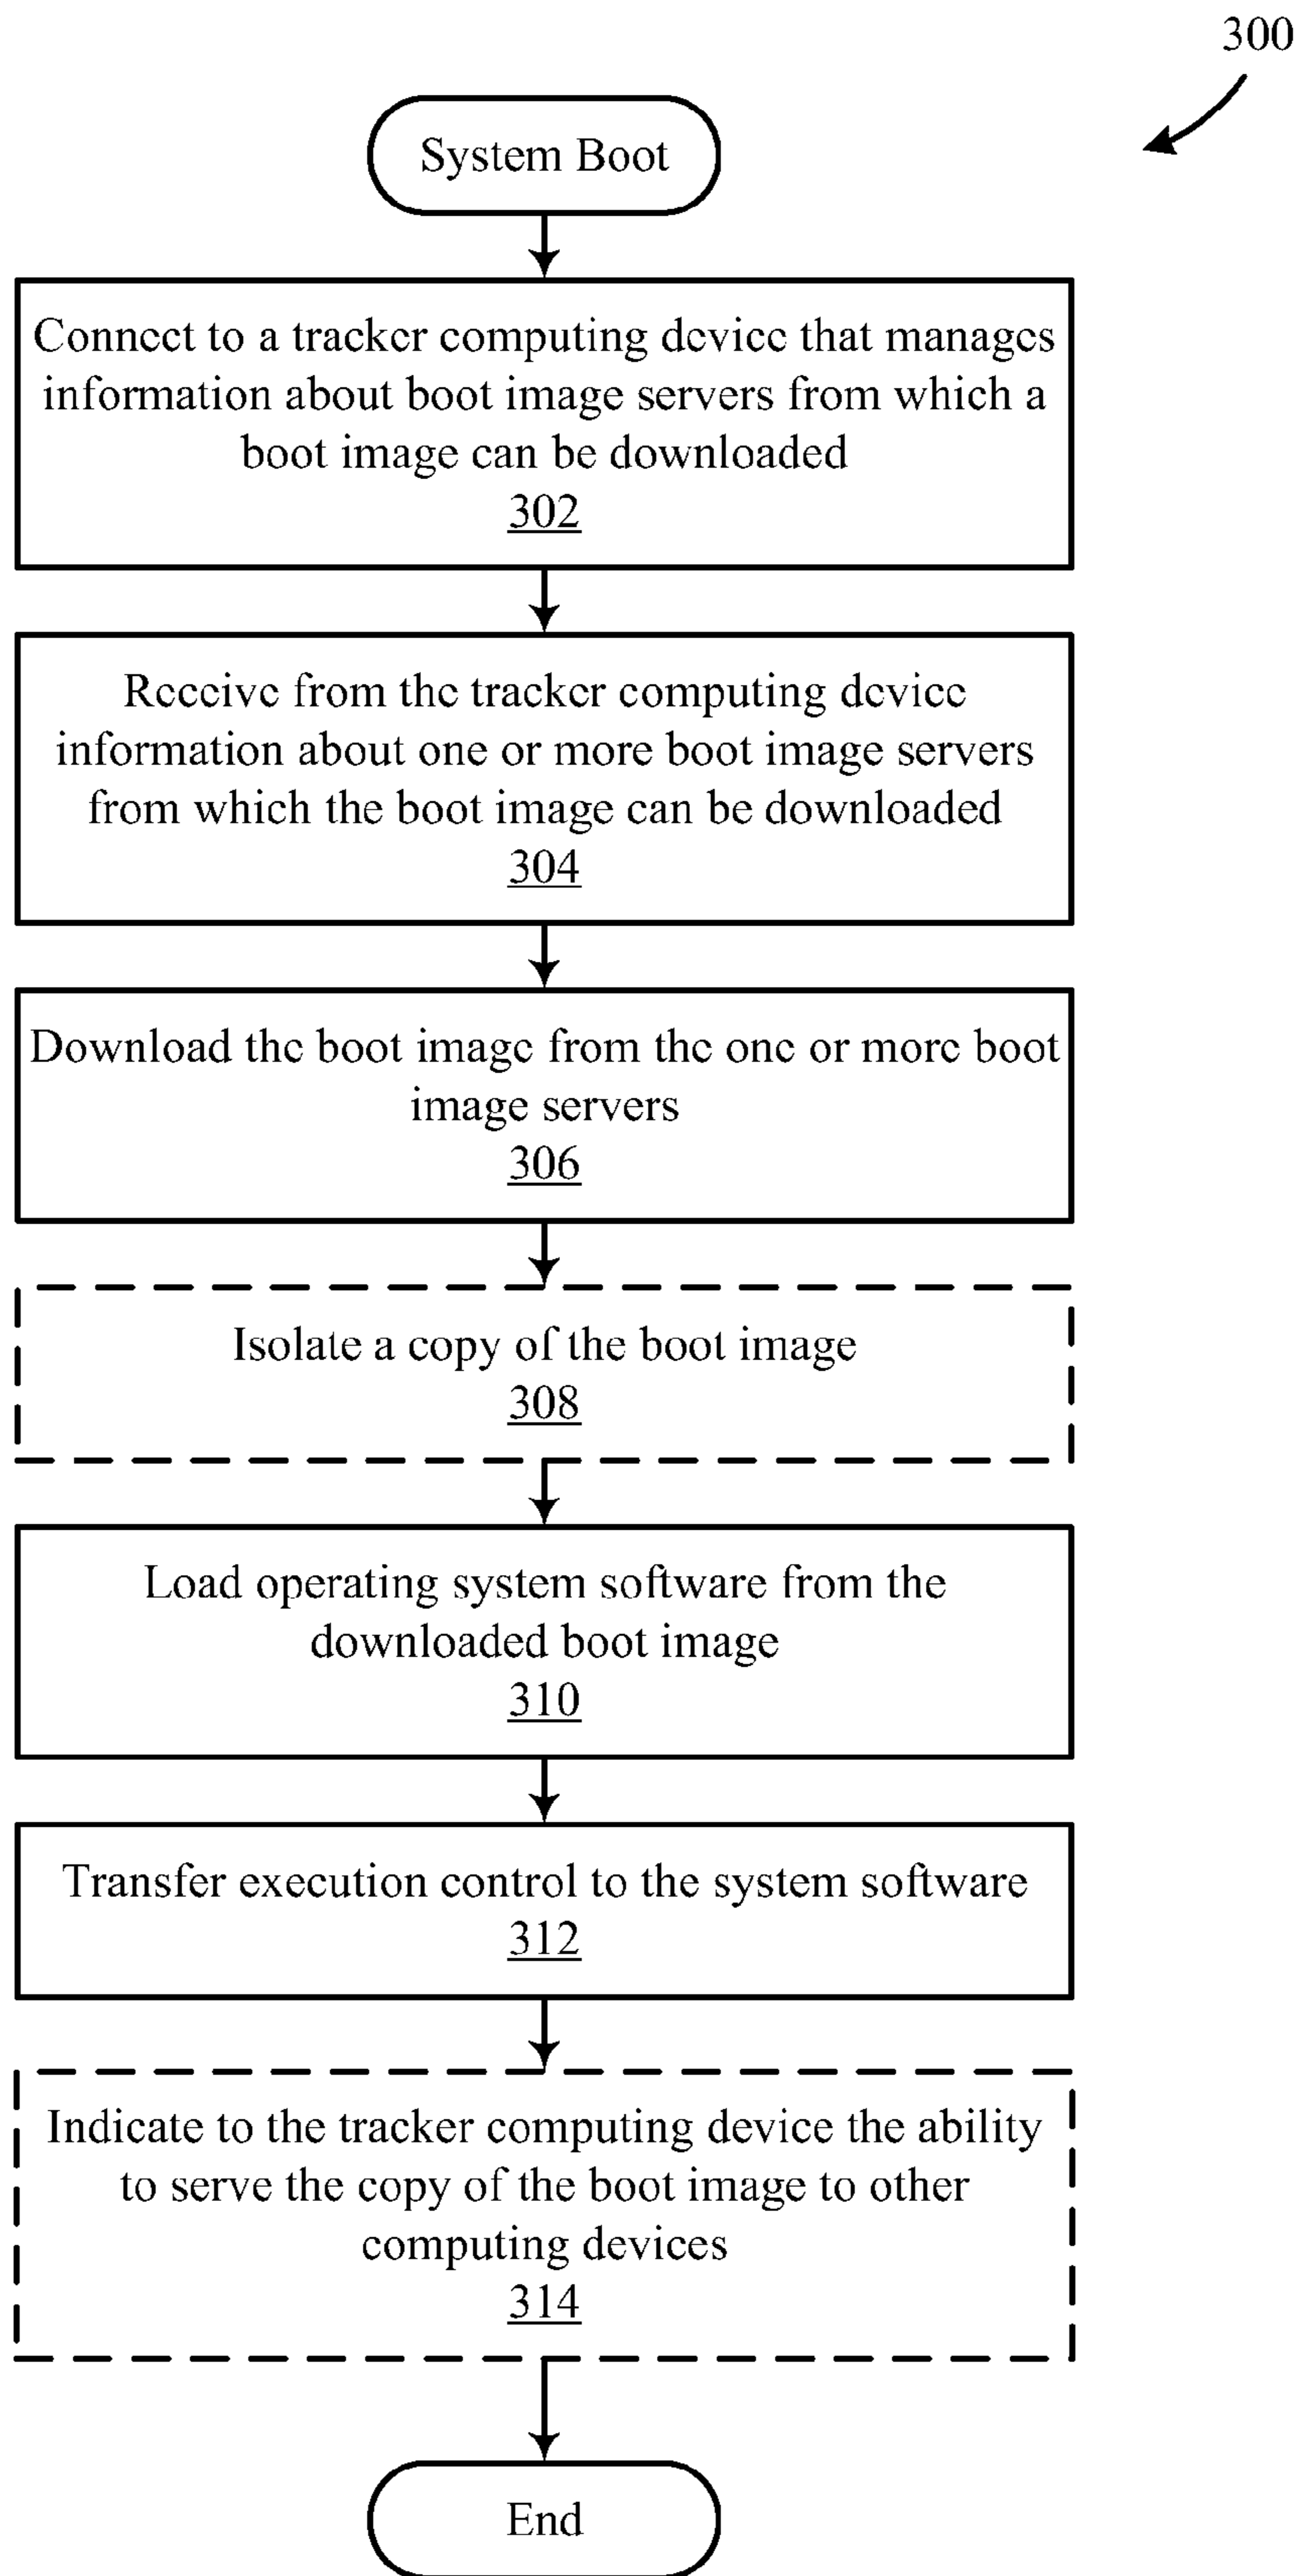 300
System Boot
Connect to a tracker computing device that manages
information about boot image servers from which a
boot image can be downloaded
302
Receive from the tracker computing device
information about one or more boot image servers
from which the boot image can be downloaded
304
Download the boot image from the one or more boot
image servers
306
Isolate a copy of the boot image
308
Load operating system software from the
downloaded boot image
310
Transfer execution control to the system software
312
Indicate to the tracker computing device the ability
to serve the copy of the boot image to other
computing devices
314
End